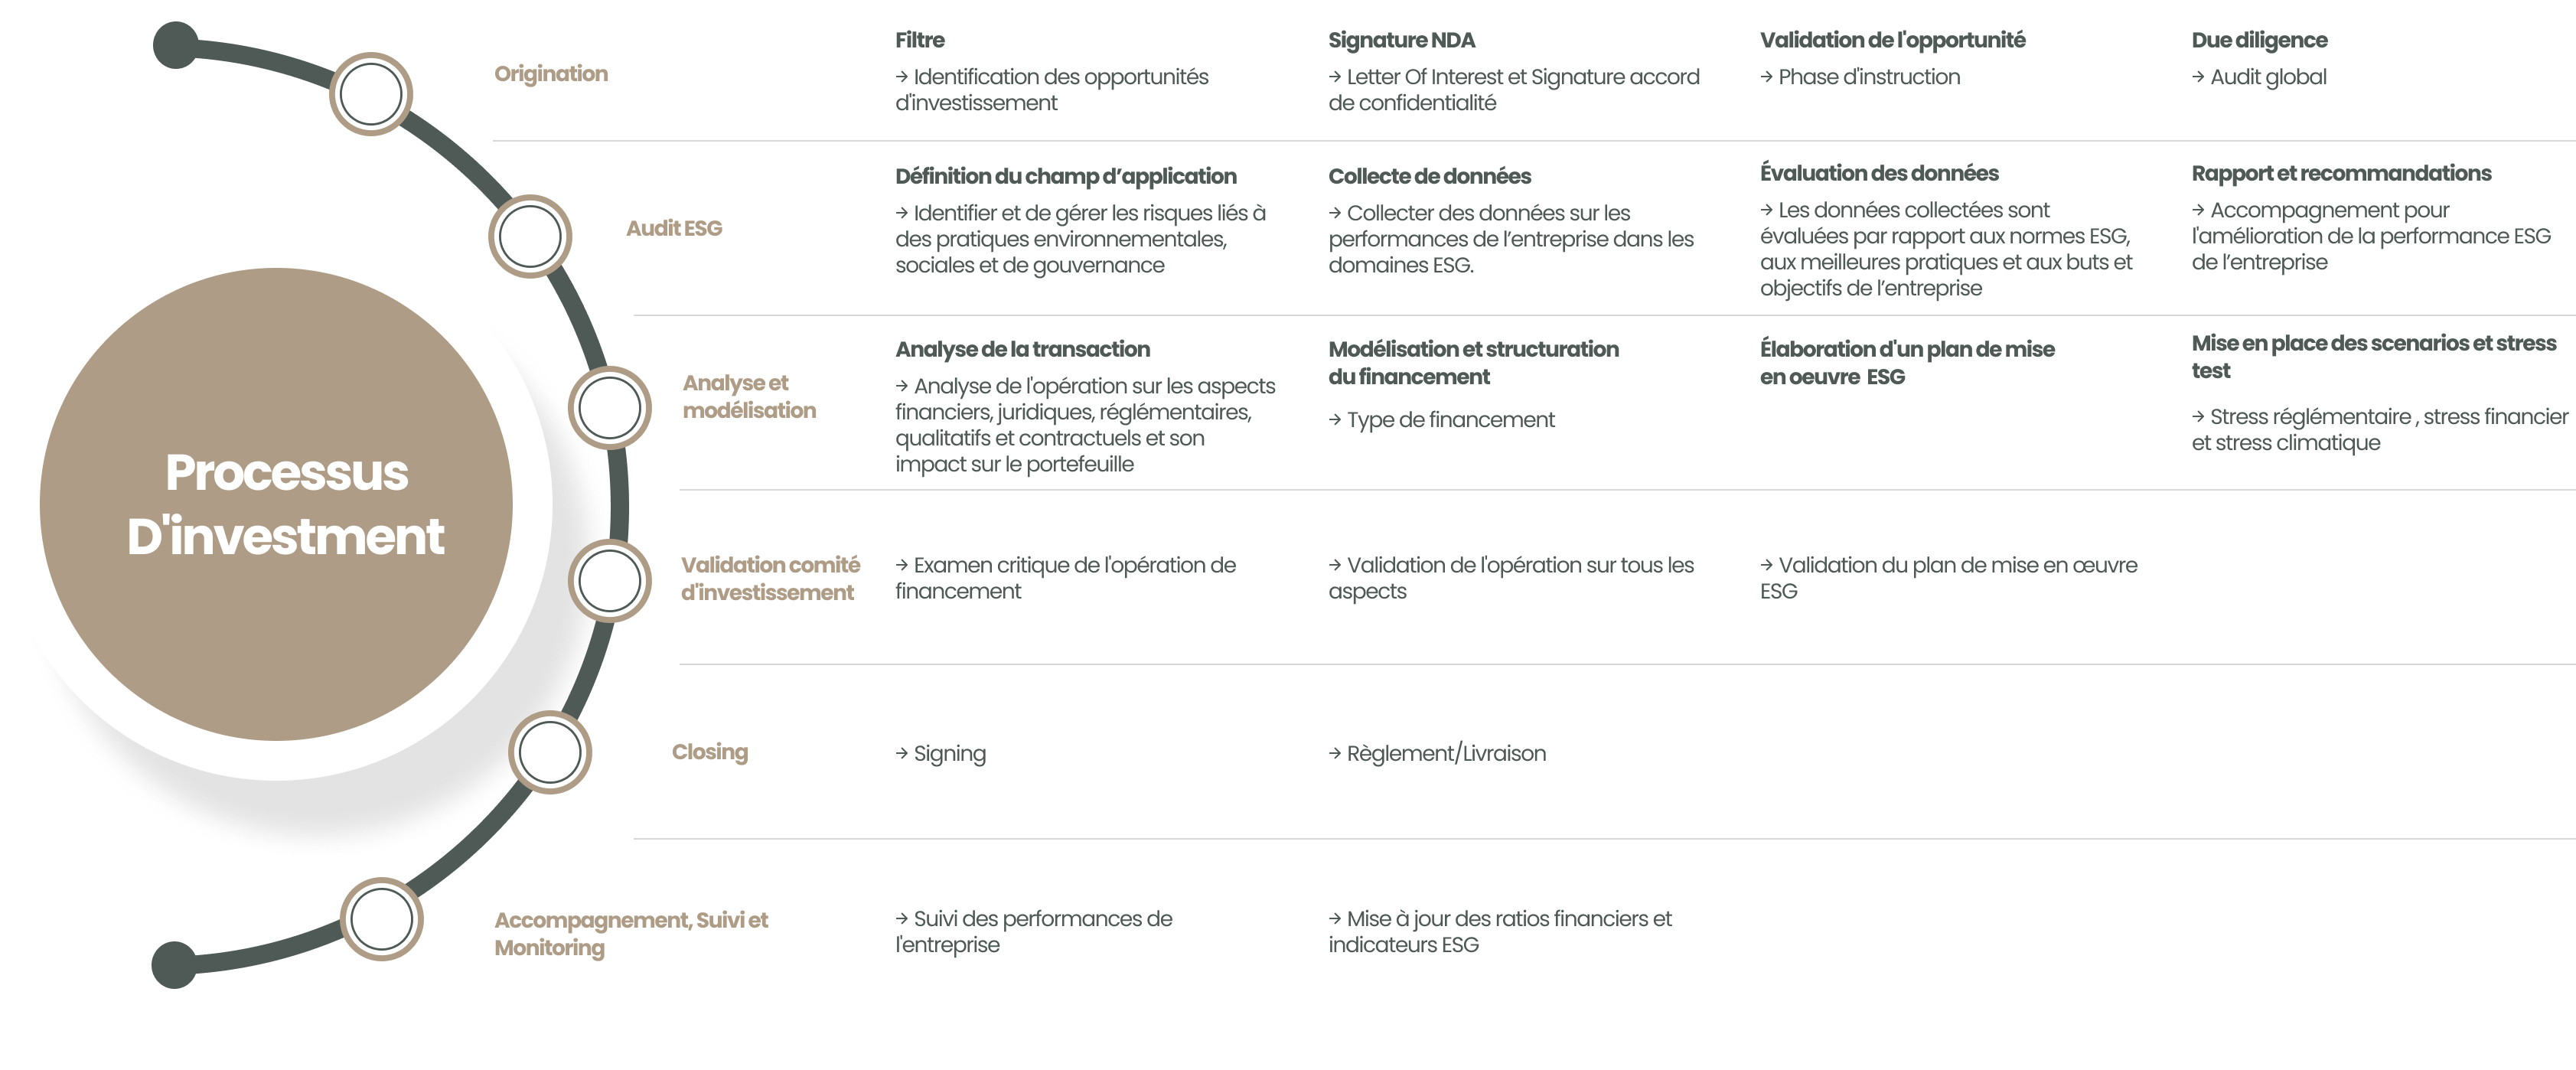 Processus
D'investment
Origination
Filtre
→ Identification des opportunités
d'investissement
Signature NDA
→ Letter Of Interest et Signature accord
de confidentialité
Validation de l'opportunité
→ Phase d'instruction
Due diligence
→ Audit global
Audit ESG
Définition du champ d’application
→ Identifier et de gérer les risques liés à
des pratiques environnementales,
sociales et de gouvernance
Collecte de données
→ Collecter des données sur les
performances de l’entreprise dans les
domaines ESG.
Évaluation des données
→ Les données collectées sont
évaluées par rapport aux normes ESG,
aux meilleures pratiques et aux buts et
objectifs de l’entreprise
Rapport et recommandations
→ Accompagnement pour
l'amélioration de la performance ESG
de l’entreprise
Analyse et
modélisation
Analyse de la transaction
→ Analyse de l'opération sur les aspects
financiers, juridiques, réglémentaires,
qualitatifs et contractuels et son
impact sur le portefeuille
Modélisation et structuration
du financement
→ Type de financement
Élaboration d'un plan de mise
en oeuvre ESG
Mise en place des scenarios et stress
test
→ Stress réglémentaire , stress financier
et stress climatique
Validation comité
d'investissement
→ Examen critique de l'opération de
financement
→ Validation de l'opération sur tous les
aspects
→ Validation du plan de mise en œuvre
ESG
Closing
→ Signing
→ Règlement/Livraison
Accompagnement, Suivi et
Monitoring
→ Suivi des performances de
l'entreprise
→ Mise à jour des ratios financiers et
indicateurs ESG